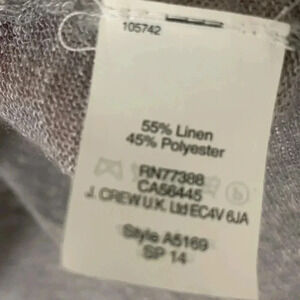 105742
55% Linen
45% Polyester
RN77388
CA56445
J. CREW U.K. Ltd EC4V 6JA
Style A5169
SP 14